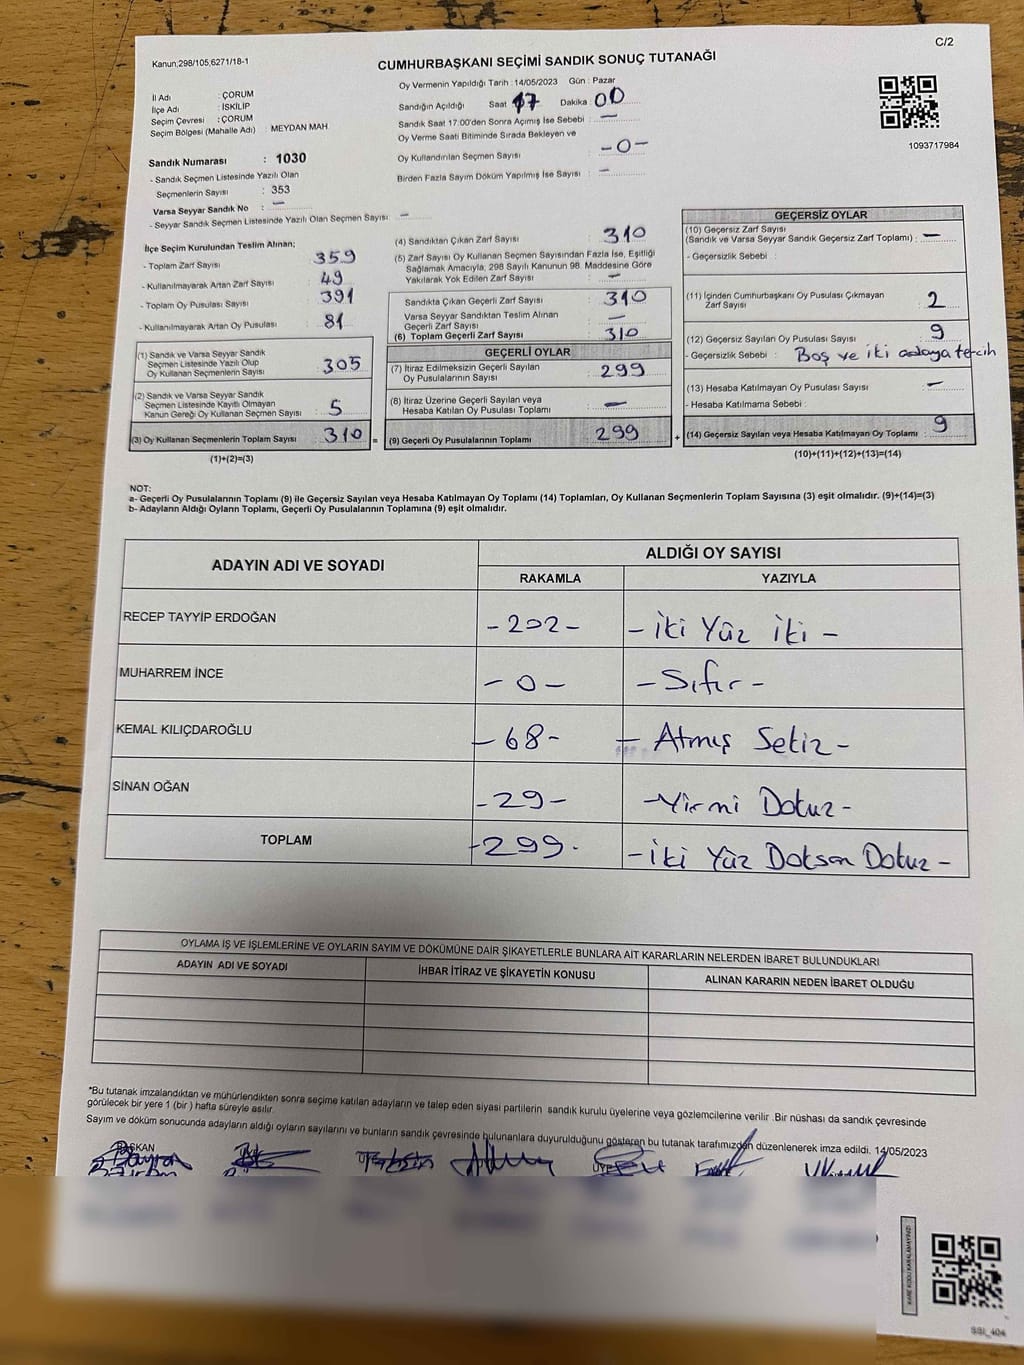 C/2
Kanun;298/105,6271/18-1
CUMHURBAŞKANI SEÇİMİ SANDIK SONUÇ TUTANAĞI
İl Adı : ÇORUM
İlçe Adı : İSKİLİP
Seçim Çevresi : ÇORUM
Seçim Bölgesi (Mahalle Adı) : MEYDAN MAH
Oy Vermenin Yapıldığı Tarih : 14/05/2023 Gün : Pazar
Sandığın Açıldığı Saat 17 Dakika 00
Sandık Saat 17:00'den Sonra Açımış İse Sebebi : —
Oy Verme Saati Bitiminde Sırada Bekleyen ve
Oy Kullandırılan Seçmen Sayısı : -0-
Birden Fazla Sayım Döküm Yapılmış İse Sayısı : —
1093717984
Sandık Numarası : 1030
- Sandık Seçmen Listesinde Yazılı Olan
Seçmenlerin Sayısı : 353
Varsa Seyyar Sandık No : —
- Seyyar Sandık Seçmen Listesinde Yazılı Olan Seçmen Sayısı : —
İlçe Seçim Kurulundan Teslim Alınan;
- Toplam Zarf Sayısı : 359
- Kullanılmayarak Artan Zarf Sayısı : 49
- Toplam Oy Pusulası Sayısı : 391
- Kullanılmayarak Artan Oy Pusulası : 81
(1) Sandık ve Varsa Seyyar Sandık
Seçmen Listesinde Yazılı Olup
Oy Kullanan Seçmenlerin Sayısı : 305
(2) Sandık ve Varsa Seyyar Sandık
Seçmen Listesinde Kayıtlı Olmayan
Kanun Gereği Oy Kullanan Seçmen Sayısı : 5
(3) Oy Kullanan Seçmenlerin Toplam Sayısı : 310 =
(1)+(2)=(3)
(4) Sandıktan Çıkan Zarf Sayısı : 310
(5) Zarf Sayısı Oy Kullanan Seçmen Sayısından Fazla İse, Eşitliği
Sağlamak Amacıyla, 298 Sayılı Kanunun 98. Maddesine Göre
Yakılarak Yok Edilen Zarf Sayısı : —
Sandıkta Çıkan Geçerli Zarf Sayısı : 310
Varsa Seyyar Sandıktan Teslim Alınan
Geçerli Zarf Sayısı : —
(6) Toplam Geçerli Zarf Sayısı : 310
GEÇERLİ OYLAR
(7) İtiraz Edilmeksizin Geçerli Sayılan
Oy Pusulalarının Sayısı : 299
(8) İtiraz Üzerine Geçerli Sayılan veya
Hesaba Katılan Oy Pusulası Toplamı : —
(9) Geçerli Oy Pusulalarının Toplamı : 299 +
GEÇERSİZ OYLAR
(10) Geçersiz Zarf Sayısı
(Sandık ve Varsa Seyyar Sandık Geçersiz Zarf Toplamı) : —
- Geçersizlik Sebebi :
(11) İçinden Cumhurbaşkanı Oy Pusulası Çıkmayan
Zarf Sayısı : 2
(12) Geçersiz Sayılan Oy Pusulası Sayısı : 9
- Geçersizlik Sebebi : Boş ve iki adaya tercih
(13) Hesaba Katılmayan Oy Pusulası Sayısı : —
- Hesaba Katılmama Sebebi :
(14) Geçersiz Sayılan veya Hesaba Katılmayan Oy Toplamı : 9
(10)+(11)+(12)+(13)=(14)
NOT:
a- Geçerli Oy Pusulalarının Toplamı (9) ile Geçersiz Sayılan veya Hesaba Katılmayan Oy Toplamı (14) Toplamları, Oy Kullanan Seçmenlerin Toplam Sayısına (3) eşit olmalıdır. (9)+(14)=(3)
b- Adayların Aldığı Oyların Toplamı, Geçerli Oy Pusulalarının Toplamına (9) eşit olmalıdır.
ADAYIN ADI VE SOYADI
ALDIĞI OY SAYISI
RAKAMLA YAZIYLA
RECEP TAYYİP ERDOĞAN -202- -İki Yüz iki-
MUHARREM İNCE -0- -Sıfır-
KEMAL KILIÇDAROĞLU -68- -Atmış Sekiz-
SİNAN OĞAN -29- -Yirmi Dokuz-
TOPLAM -299- -İki Yüz Doksan Dokuz-
OYLAMA İŞ VE İŞLEMLERİNE VE OYLARIN SAYIM VE DÖKÜMÜNE DAİR ŞİKAYETLERLE BUNLARA AİT KARARLARIN NELERDEN İBARET BULUNDUKLARI
ADAYIN ADI VE SOYADI İHBAR İTİRAZ VE ŞİKAYETİN KONUSU ALINAN KARARIN NEDEN İBARET OLDUĞU
*Bu tutanak imzalandıktan ve mühürlendikten sonra seçime katılan adayların ve talep eden siyasi partilerin sandık kurulu üyelerine veya gözlemcilerine verilir .Bir nüshası da sandık çevresinde
görülecek bir yere 1 (bir ) hafta süreyle asılır.
Sayım ve döküm sonucunda adayların aldığı oyların sayılarını ve bunların sandık çevresinde bulunanlara duyurulduğunu gösteren bu tutanak tarafımızdan düzenlenerek imza edildi. 14/05/2023
BAŞKAN
KARE KODU KARALAMAYINIZ!
SSI_404